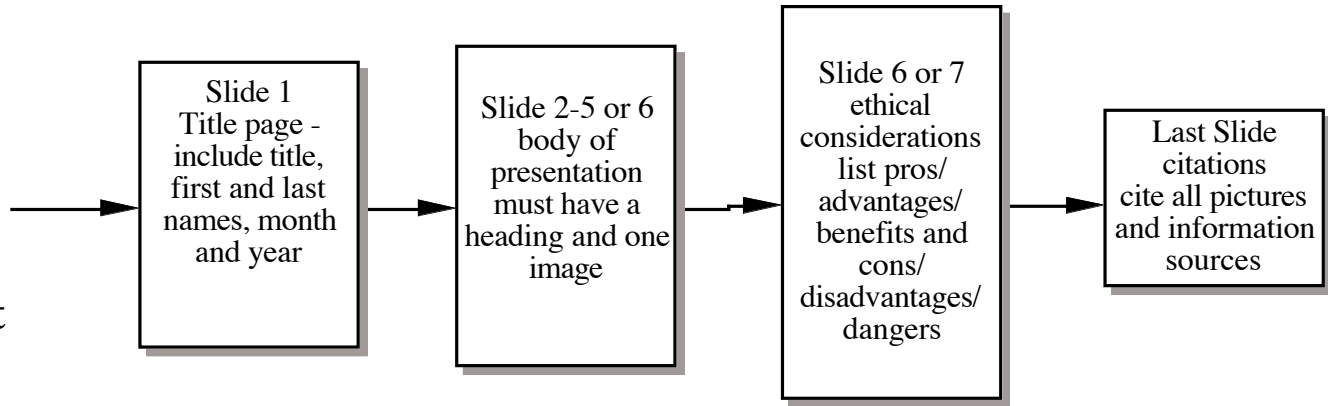 Slide 1
Title page -
include title,
first and last
names, month
and year
Slide 2-5 or 6
body of
presentation
must have a
heading and one
image
Slide 6 or 7
ethical
considerations
list pros/
advantages/
benefits and
cons/
disadvantages/
dangers
Last Slide
citations
cite all pictures
and information
sources